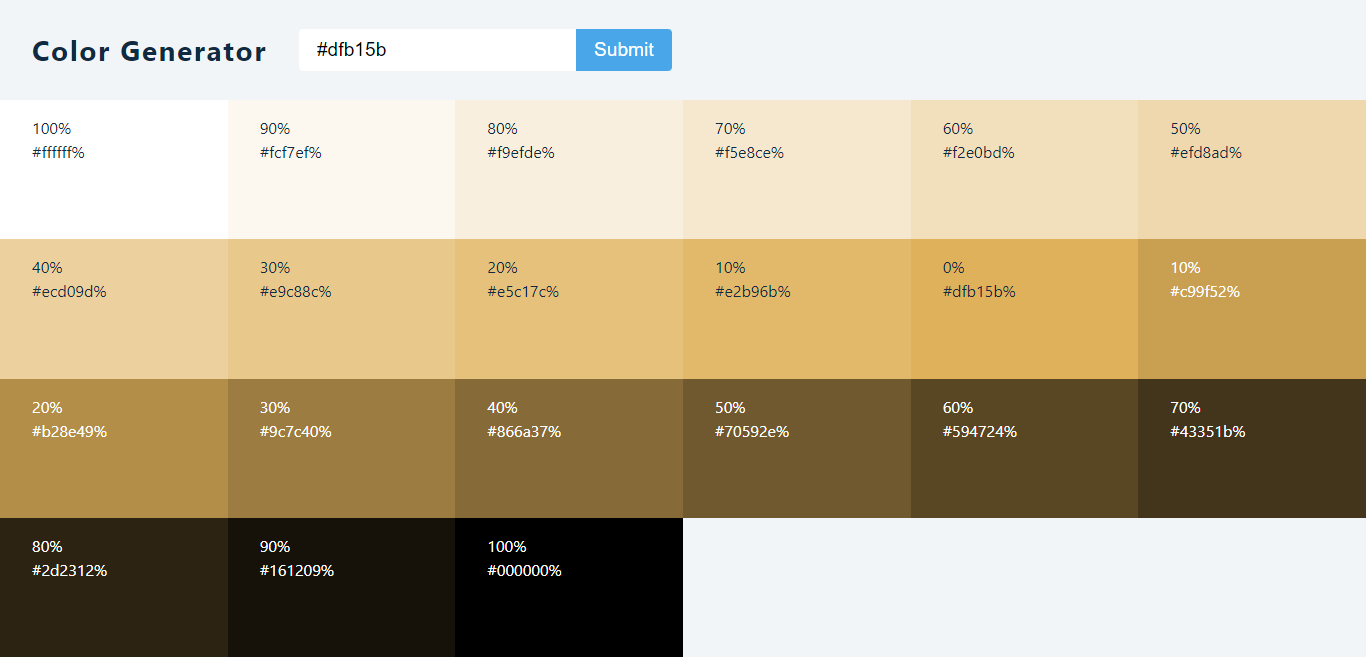 Color Generator
#dfb15b
Submit
100%
#ffffff%
90%
#fcf7ef%
80%
#f9efde%
70%
#f5e8ce%
60%
#f2e0bd%
50%
#efd8ad%
40%
#ecd09d%
30%
#e9c88c%
20%
#e5c17c%
10%
#e2b96b%
0%
#dfb15b%
10%
#c99f52%
20%
#b28e49%
30%
#9c7c40%
40%
#866a37%
50%
#70592e%
60%
#594724%
70%
#43351b%
80%
#2d2312%
90%
#161209%
100%
#000000%